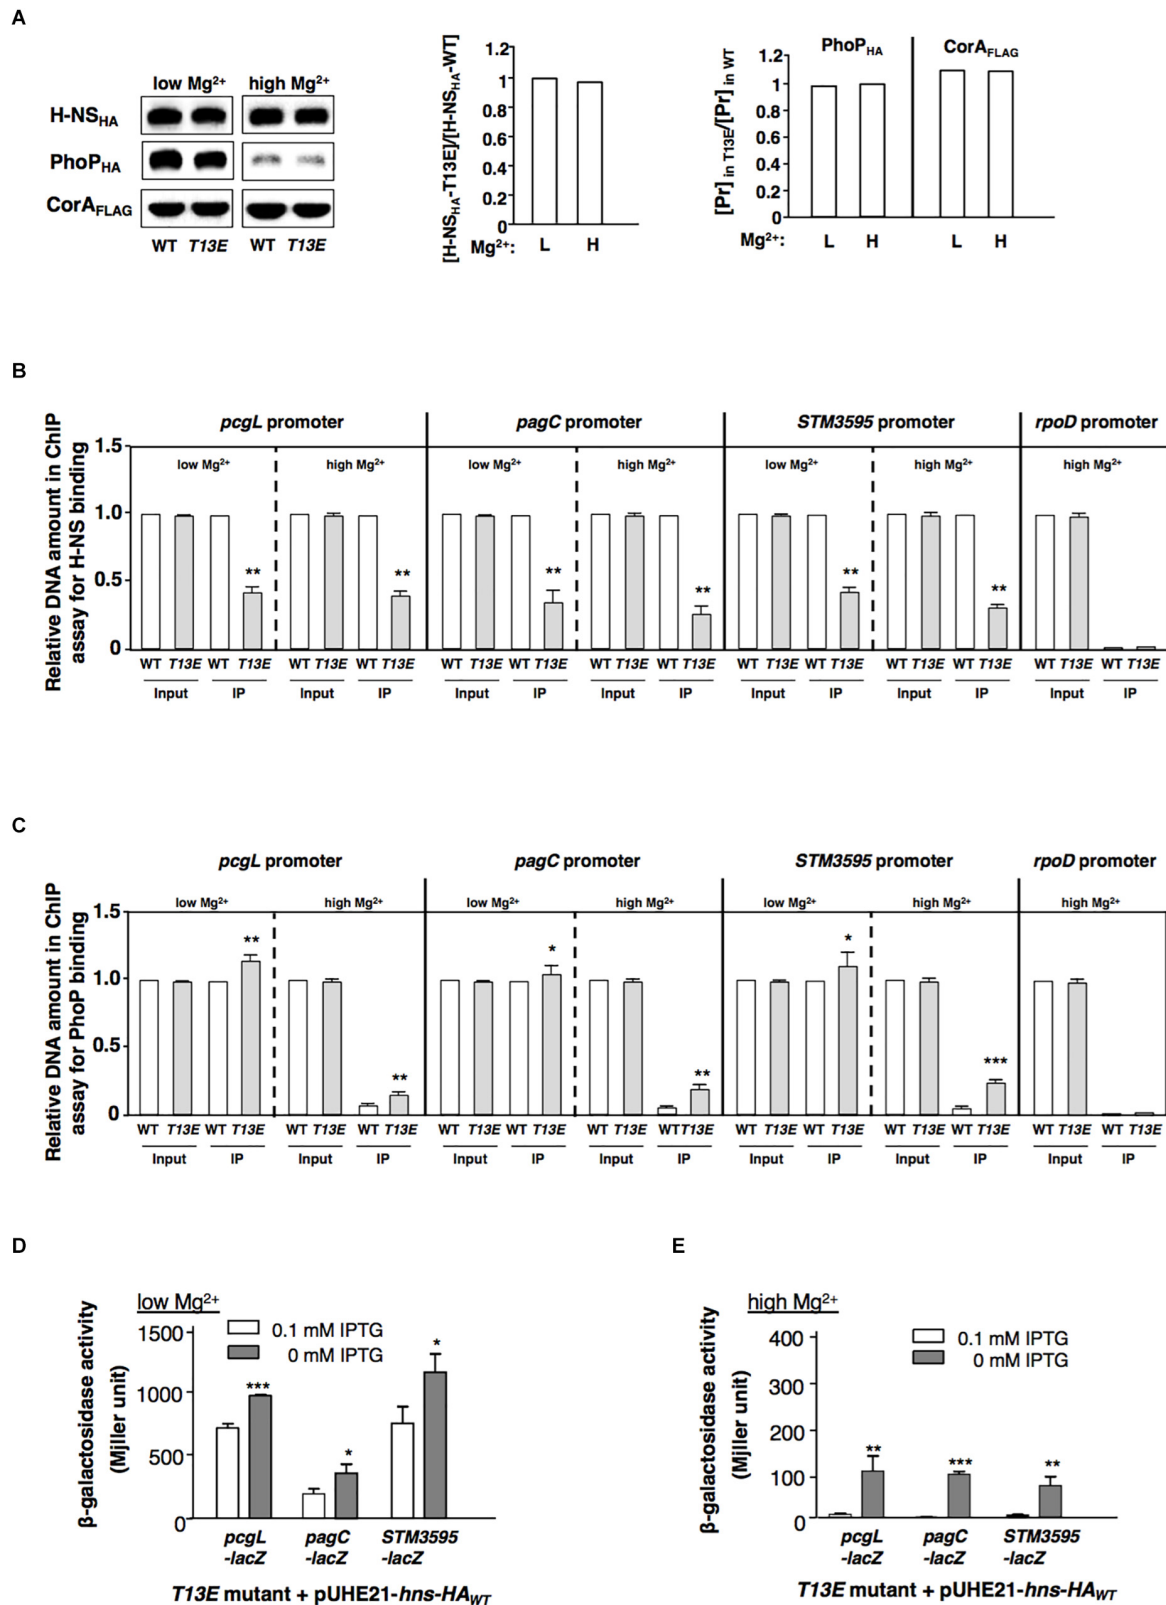 A
low Mg²⁺ high Mg²⁺
H-NS_HA
PhoP_HA
CorA_FLAG
WT T13E WT T13E
[H-NS_HA-T13E]/[H-NS_HA-WT]
1.2
1
0.8
0.6
0.4
0.2
0
Mg²⁺: L H
[Pr] in T13E/[Pr] in WT
PhoP_HA CorA_FLAG
1.2
1
0.8
0.6
0.4
0.2
0
Mg²⁺: L H L H
B
Relative DNA amount in ChIP
assay for H-NS binding
pcgL promoter pagC promoter STM3595 promoter rpoD promoter
low Mg²⁺ high Mg²⁺ low Mg²⁺ high Mg²⁺ low Mg²⁺ high Mg²⁺ high Mg²⁺
1.5
1.0
0.5
0
** ** ** ** ** **
WT T13E WT T13E WT T13E WT T13E WT T13E WT T13E WT T13E WT T13E WT T13E WT T13E WT T13E WT T13E WT T13E WT T13E
Input IP Input IP Input IP Input IP Input IP Input IP Input IP
C
Relative DNA amount in ChIP
assay for PhoP binding
pcgL promoter pagC promoter STM3595 promoter rpoD promoter
low Mg²⁺ high Mg²⁺ low Mg²⁺ high Mg²⁺ low Mg²⁺ high Mg²⁺ high Mg²⁺
1.5
1.0
0.5
0
** ** * ** * ***
WT T13E WT T13E WT T13E WT T13E WT T13E WT T13E WT T13E WTT13E WT T13E WT T13E WT T13E WT T13E WT T13E WT T13E
Input IP Input IP Input IP Input IP Input IP Input IP Input IP
D
low Mg²⁺
β-galactosidase activity
(Mjller unit)
1500
1000
500
0
0.1 mM IPTG
0 mM IPTG
*** * *
pcgL pagC STM3595
-lacZ -lacZ -lacZ
T13E mutant + pUHE21-hns-HA_WT
E
high Mg²⁺
β-galactosidase activity
(Mjller unit)
400
300
200
100
0
0.1 mM IPTG
0 mM IPTG
** *** **
pcgL pagC STM3595
-lacZ -lacZ -lacZ
T13E mutant + pUHE21-hns-HA_WT